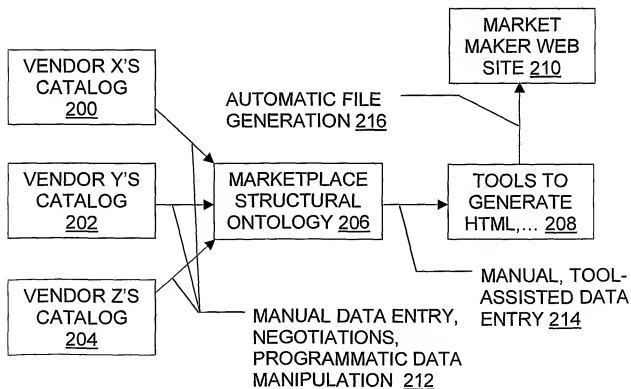 MARKET
MAKER WEB
SITE 210
VENDOR X'S
CATALOG
200
AUTOMATIC FILE
GENERATION 216
VENDOR Y'S
CATALOG
202
MARKETPLACE
STRUCTURAL
ONTOLOGY 206
TOOLS TO
GENERATE
HTML,... 208
VENDOR Z'S
CATALOG
204
MANUAL, TOOL-
ASSISTED DATA
ENTRY 214
MANUAL DATA ENTRY,
NEGOTIATIONS,
PROGRAMMATIC DATA
MANIPULATION 212